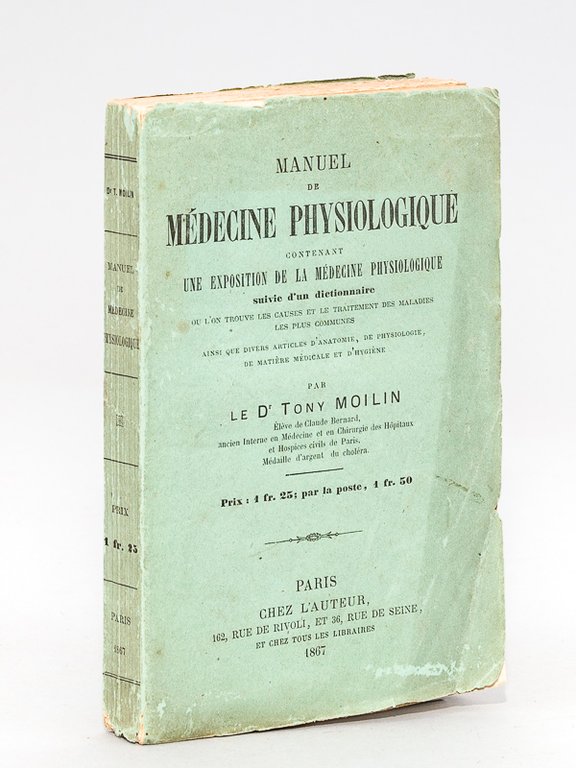 MANUEL
DE
MÉDECINE PHYSIOLOGIQUE
CONTENANT
UNE EXPOSITION DE LA MÉDECINE PHYSIOLOGIQUE
suivie d'un dictionnaire
OU L'ON TROUVE LES CAUSES ET LE TRAITEMENT DES MALADIES
LES PLUS COMMUNES
AINSI QUE DIVERS ARTICLES D'ANATOMIE, DE PHYSIOLOGIE,
DE MATIÈRE MÉDICALE ET D'HYGIÈNE
PAR
LE Dr TONY MOILIN
Élève de Claude Bernard,
ancien Interne en Médecine et en Chirurgie des Hôpitaux
et Hospices civils de Paris,
Médaille d'argent du choléra.
Prix : 1 fr. 25; par la poste, 1 fr. 50
PARIS
CHEZ L'AUTEUR,
162, RUE DE RIVOLI, ET 36, RUE DE SEINE,
ET CHEZ TOUS LES LIBRAIRES
1867
Dr T. MOILIN
MANUEL
DE
MÉDECINE
PHYSIOLOGIQUE
PRIX
1 fr. 25
PARIS
1867